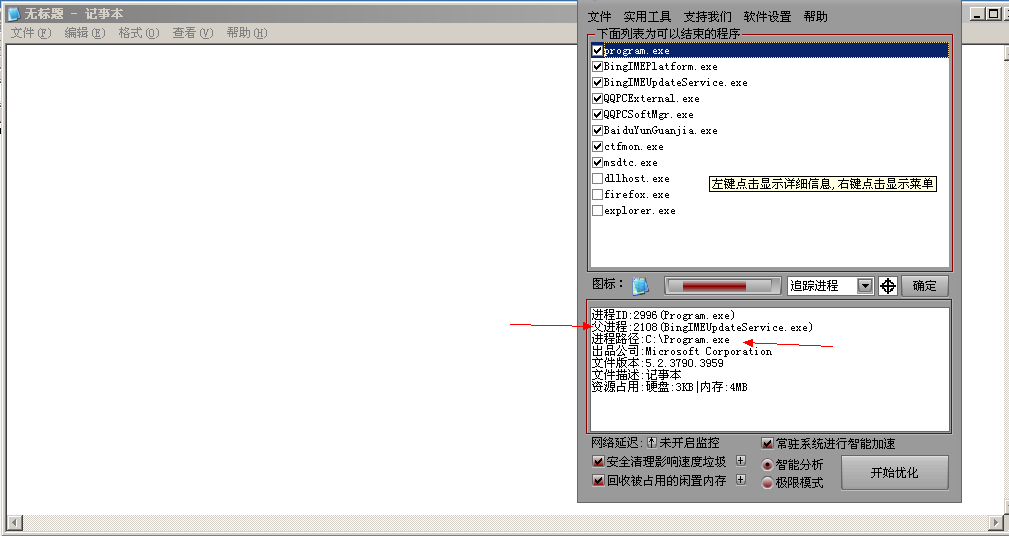 无标题 - 记事本
文件(F) 编辑(E) 格式(O) 查看(V) 帮助(H)
文件 实用工具 支持我们 软件设置 帮助
下面列表为可以结束的程序
program.exe
BingIMEPlatform.exe
BingIMEUpdateService.exe
QQPCExternal.exe
QQPCSoftMgr.exe
BaiduYunGuanjia.exe
ctfmon.exe
msdtc.exe
dllhost.exe
firefox.exe
explorer.exe
左键点击显示详细信息,右键点击显示菜单
图标： 追踪进程 确定
进程ID:2996(Program.exe)
父进程:2108(BingIMEUpdateService.exe)
进程路径:C:\Program.exe
出品公司:Microsoft Corporation
文件版本:5.2.3790.3959
文件描述:记事本
资源占用:硬盘:3KB|内存:4MB
网络延迟: 未开启监控 常驻系统进行智能加速
安全清理影响速度垃圾 智能分析
回收被占用的闲置内存 极限模式
开始优化